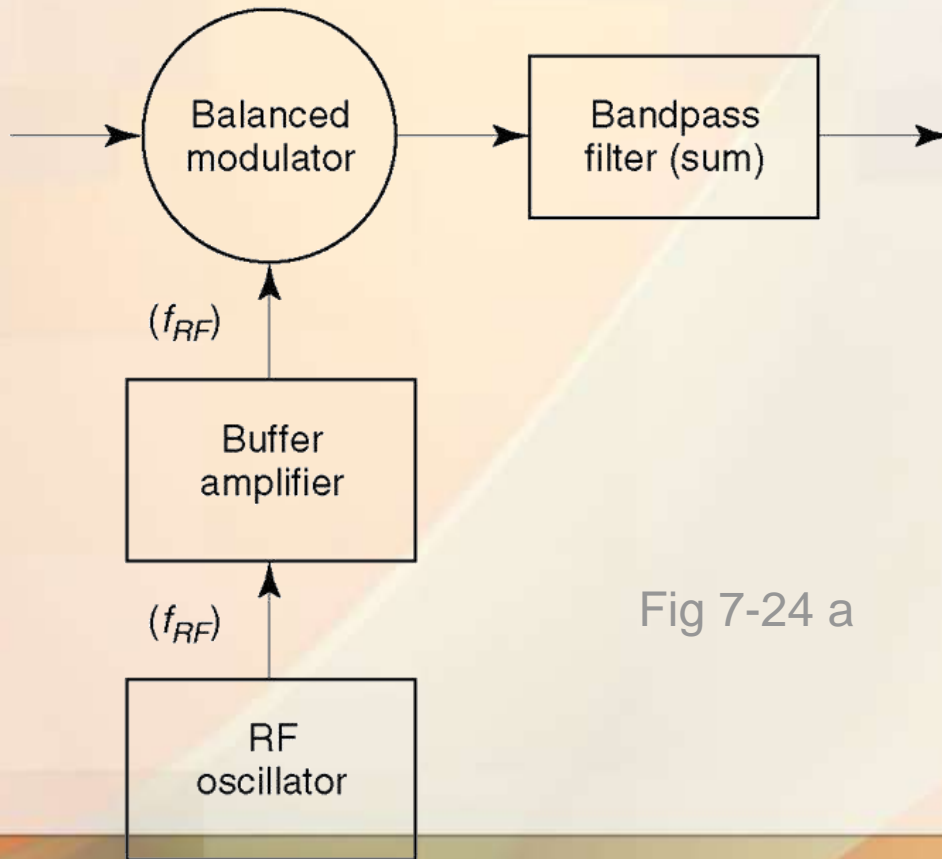 Balanced
modulator
Bandpass
filter (sum)
(fRF)
Buffer
amplifier
(fRF)
Fig 7-24 a
RF
oscillator